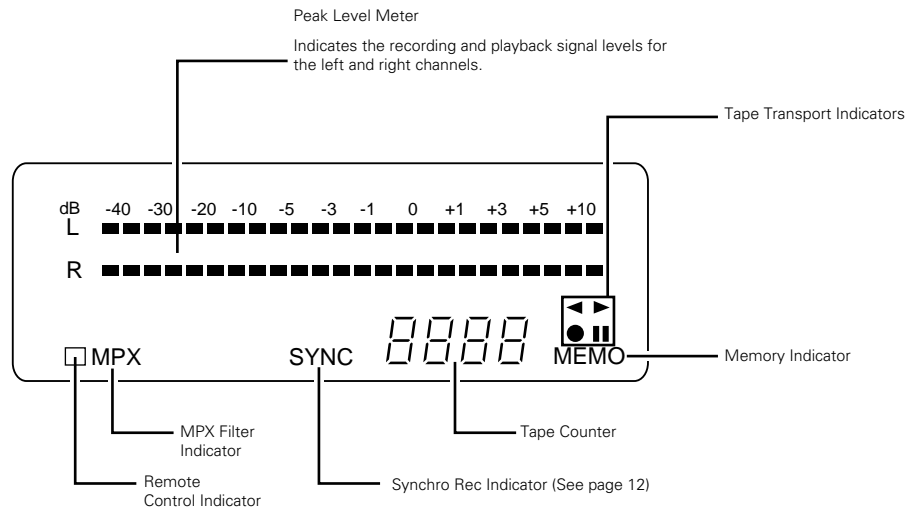 Peak Level Meter
Indicates the recording and playback signal levels for
the left and right channels.
Tape Transport Indicators
dB -40 -30 -20 -10 -5 -3 -1 0 +1 +3 +5 +10
L
R
8888
MPX SYNC MEMO
Memory Indicator
MPX Filter
Indicator
Tape Counter
Remote
Control Indicator
Synchro Rec Indicator (See page 12)